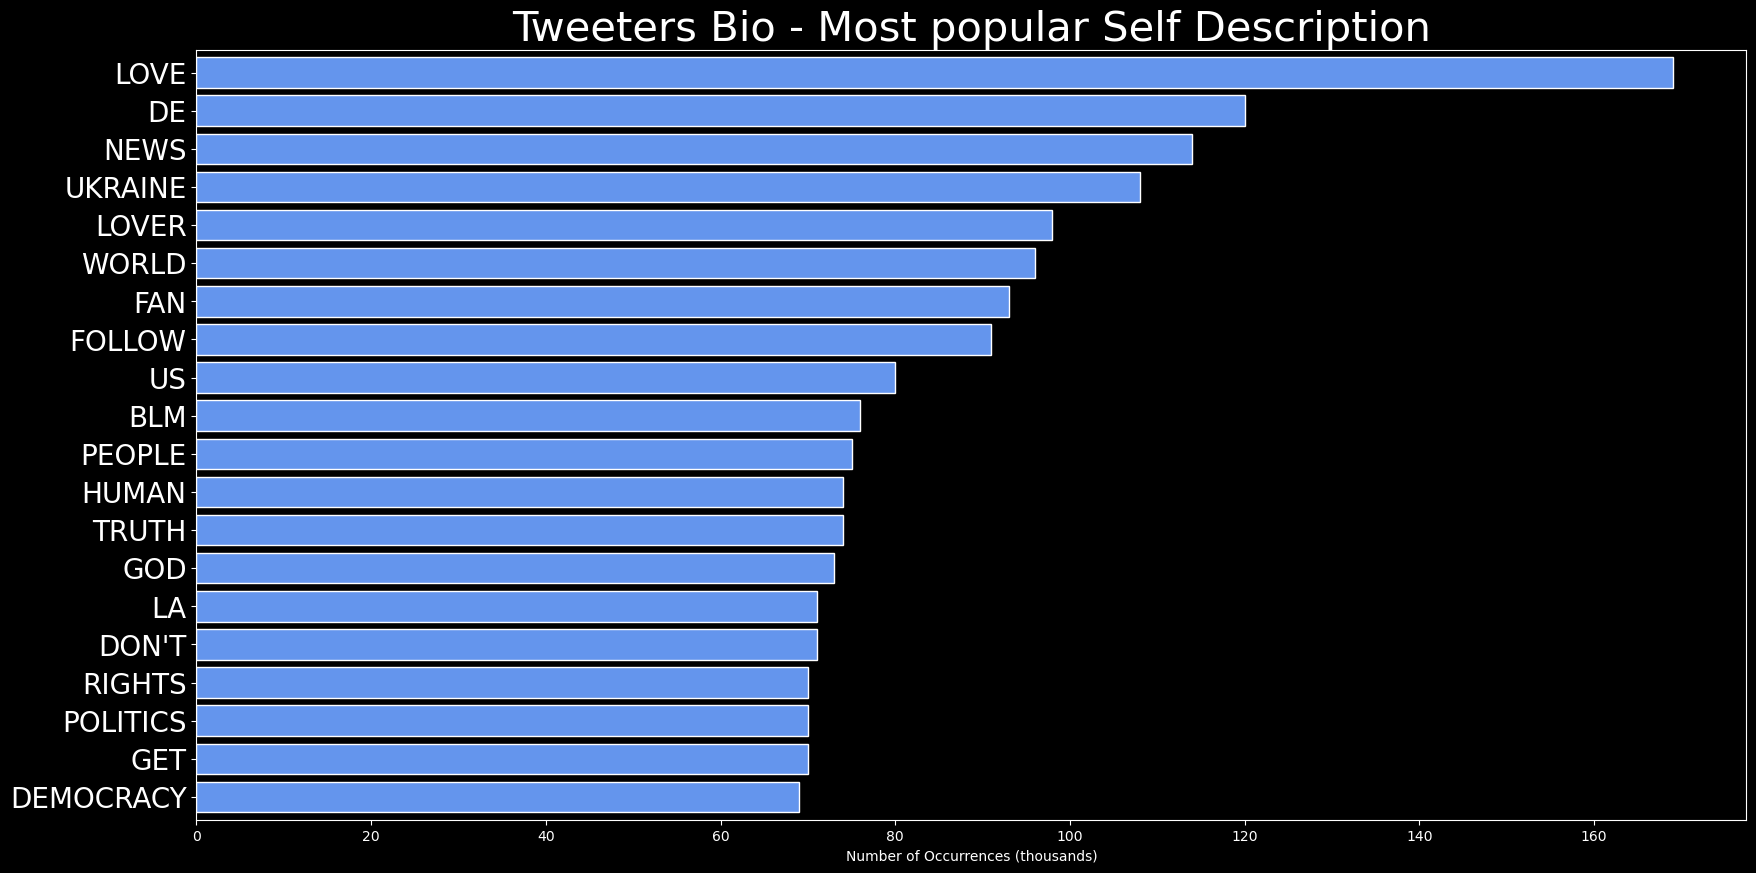 Tweeters Bio - Most popular Self Description
LOVE
DE
NEWS
UKRAINE
LOVER
WORLD
FAN
FOLLOW
US
BLM
PEOPLE
HUMAN
TRUTH
GOD
LA
DON'T
RIGHTS
POLITICS
GET
DEMOCRACY
0 20 40 60 80 100 120 140 160
Number of Occurrences (thousands)